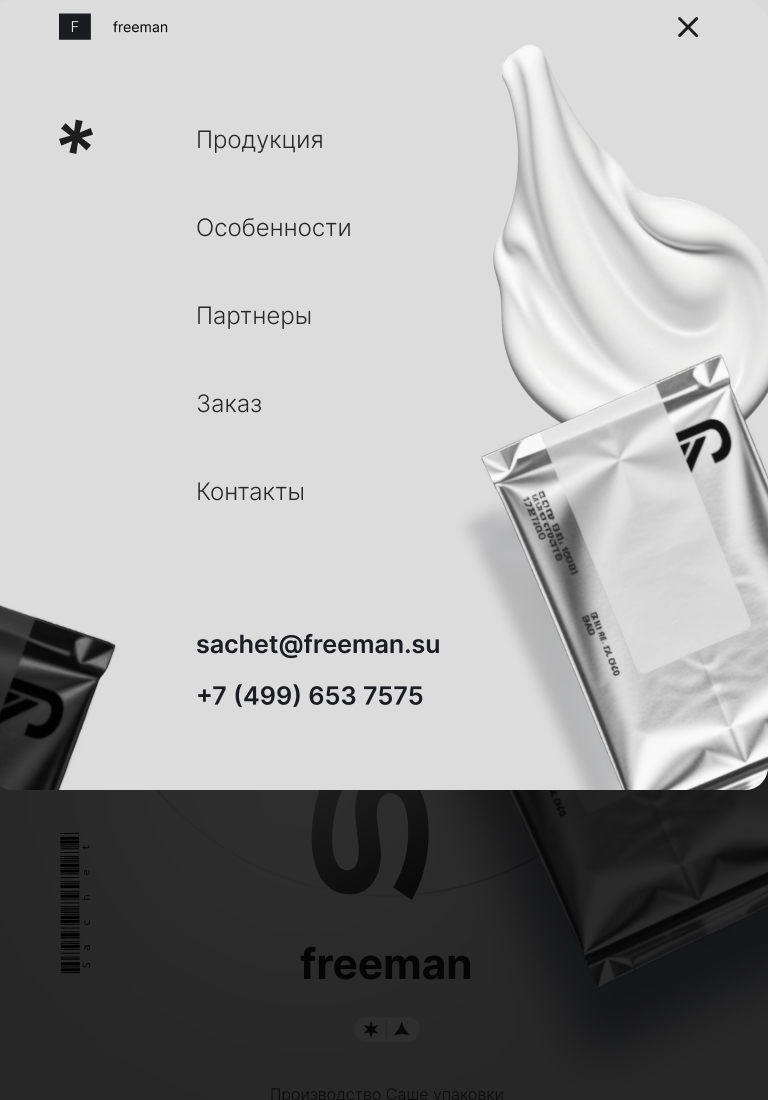 F freeman
Продукция
Особенности
Партнеры
Заказ
Контакты
sachet@freeman.su
+7 (499) 653 7575
Sachet
S
freeman
Производство Саше упаковки